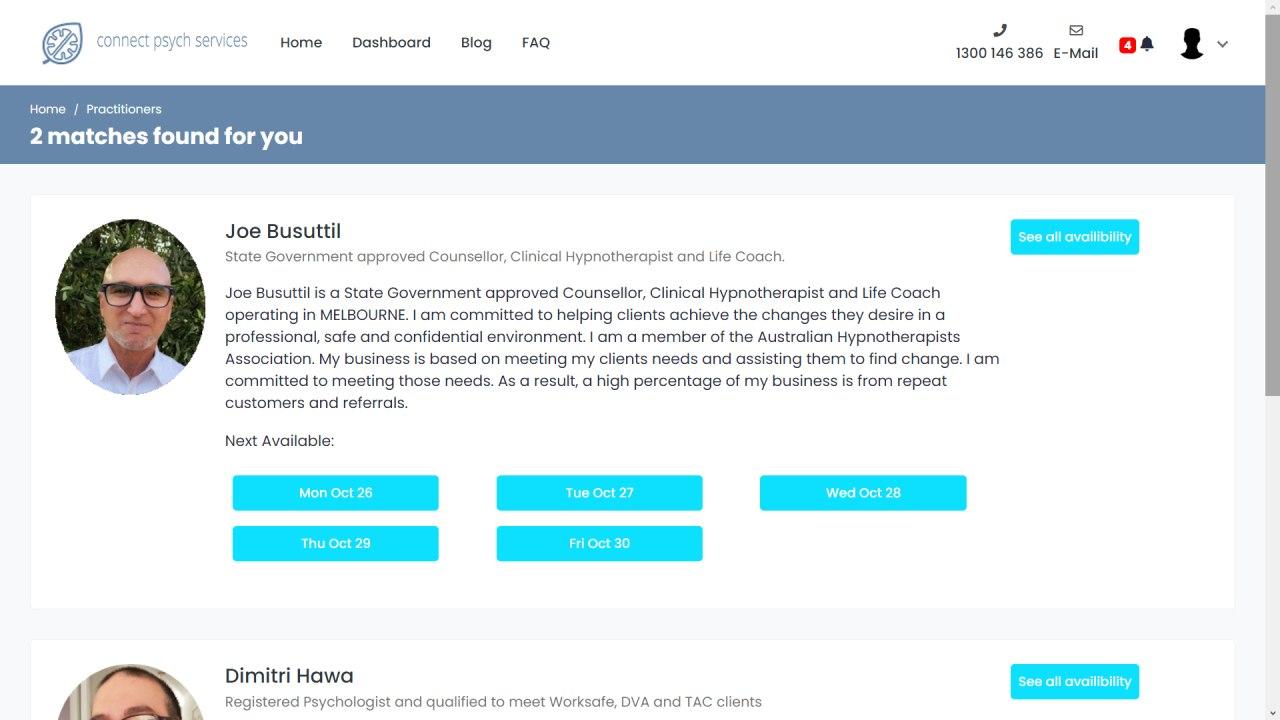 connect psych services
Home
Dashboard
Blog
FAQ
1300 146 386
E-Mail
4
Home / Practitioners
2 matches found for you
Joe Busuttil
State Government approved Counsellor, Clinical Hypnotherapist and Life Coach.
See all availibility
Joe Busuttil is a State Government approved Counsellor, Clinical Hypnotherapist and Life Coach
operating in MELBOURNE. I am committed to helping clients achieve the changes they desire in a
professional, safe and confidential environment. I am a member of the Australian Hypnotherapists
Association. My business is based on meeting my clients needs and assisting them to find change. I am
committed to meeting those needs. As a result, a high percentage of my business is from repeat
customers and referrals.
Next Available:
Mon Oct 26
Tue Oct 27
Wed Oct 28
Thu Oct 29
Fri Oct 30
Dimitri Hawa
Registered Psychologist and qualified to meet Worksafe, DVA and TAC clients
See all availibility